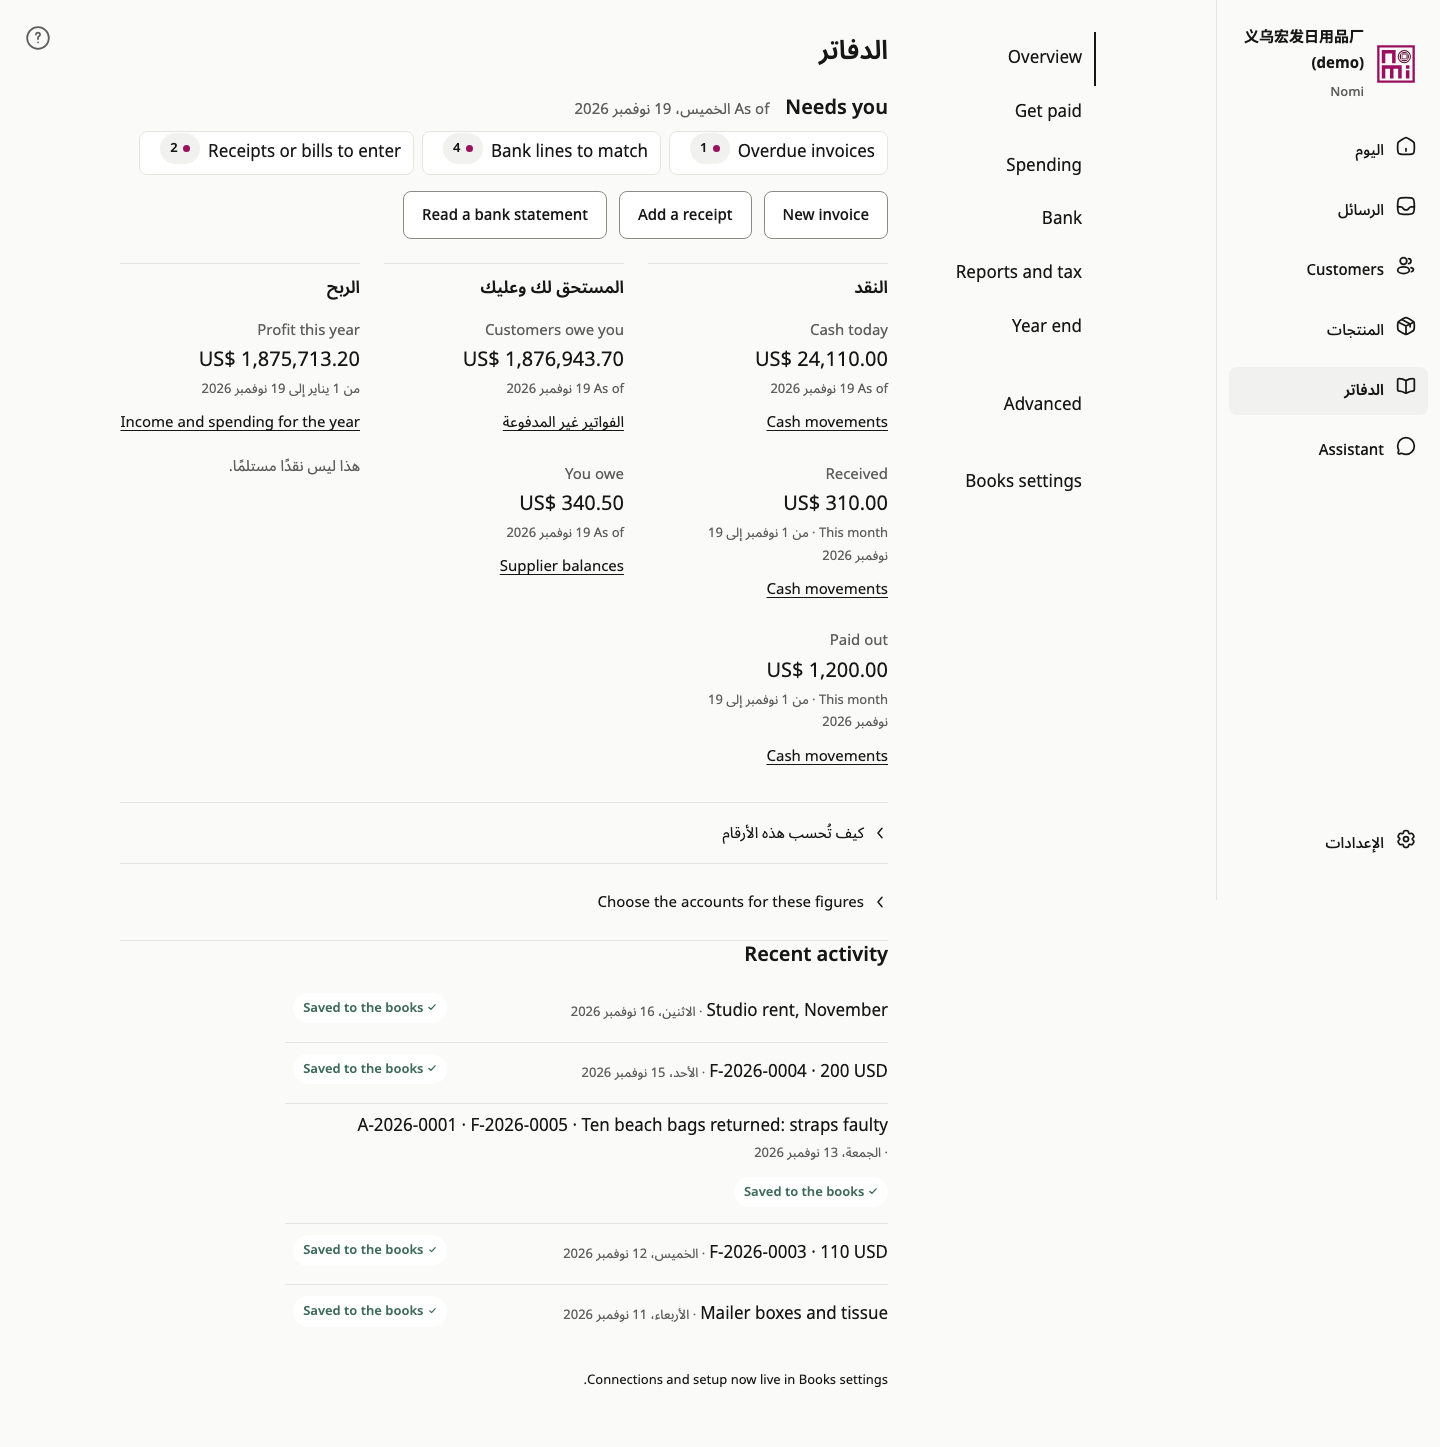 义乌宏发日用品厂
(demo)
Nomi
اليوم
الرسائل
Customers
المنتجات
الدفاتر
Assistant
الإعدادات
Overview
Get paid
Spending
Bank
Reports and tax
Year end
Advanced
Books settings
الدفاتر
Needs you As of الخميس، 19 نوفمبر 2026
Overdue invoices 1
Bank lines to match 4
Receipts or bills to enter 2
New invoice
Add a receipt
Read a bank statement
النقد
Cash today
US$ 24,110.00
As of 19 نوفمبر 2026
Cash movements
Received
US$ 310.00
This month · من 1 نوفمبر إلى 19
نوفمبر 2026
Cash movements
Paid out
US$ 1,200.00
This month · من 1 نوفمبر إلى 19
نوفمبر 2026
Cash movements
المستحق لك وعليك
Customers owe you
US$ 1,876,943.70
As of 19 نوفمبر 2026
الفواتير غير المدفوعة
You owe
US$ 340.50
As of 19 نوفمبر 2026
Supplier balances
الربح
Profit this year
US$ 1,875,713.20
من 1 يناير إلى 19 نوفمبر 2026
Income and spending for the year
هذا ليس نقدًا مستلمًا.
كيف تُحسب هذه الأرقام
Choose the accounts for these figures
Recent activity
Studio rent, November · الاثنين، 16 نوفمبر 2026
Saved to the books
F-2026-0004 · 200 USD · الأحد، 15 نوفمبر 2026
Saved to the books
A-2026-0001 · F-2026-0005 · Ten beach bags returned: straps faulty
· الجمعة، 13 نوفمبر 2026
Saved to the books
F-2026-0003 · 110 USD · الخميس، 12 نوفمبر 2026
Saved to the books
Mailer boxes and tissue · الأربعاء، 11 نوفمبر 2026
Saved to the books
Connections and setup now live in Books settings.